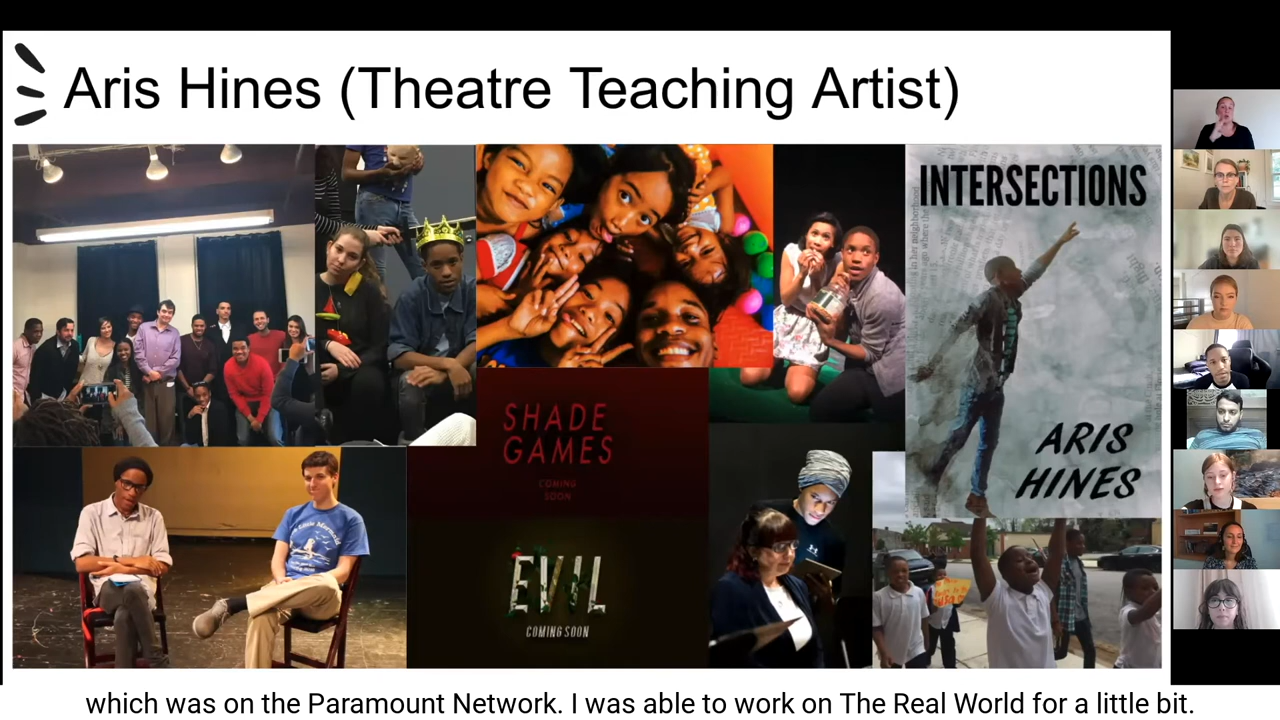 Aris Hines (Theatre Teaching Artist)
INTERSECTIONS
ARIS
HINES
SHADE
GAMES
COMING
SOON
EVIL
COMING SOON
which was on the Paramount Network. I was able to work on The Real World for a little bit.